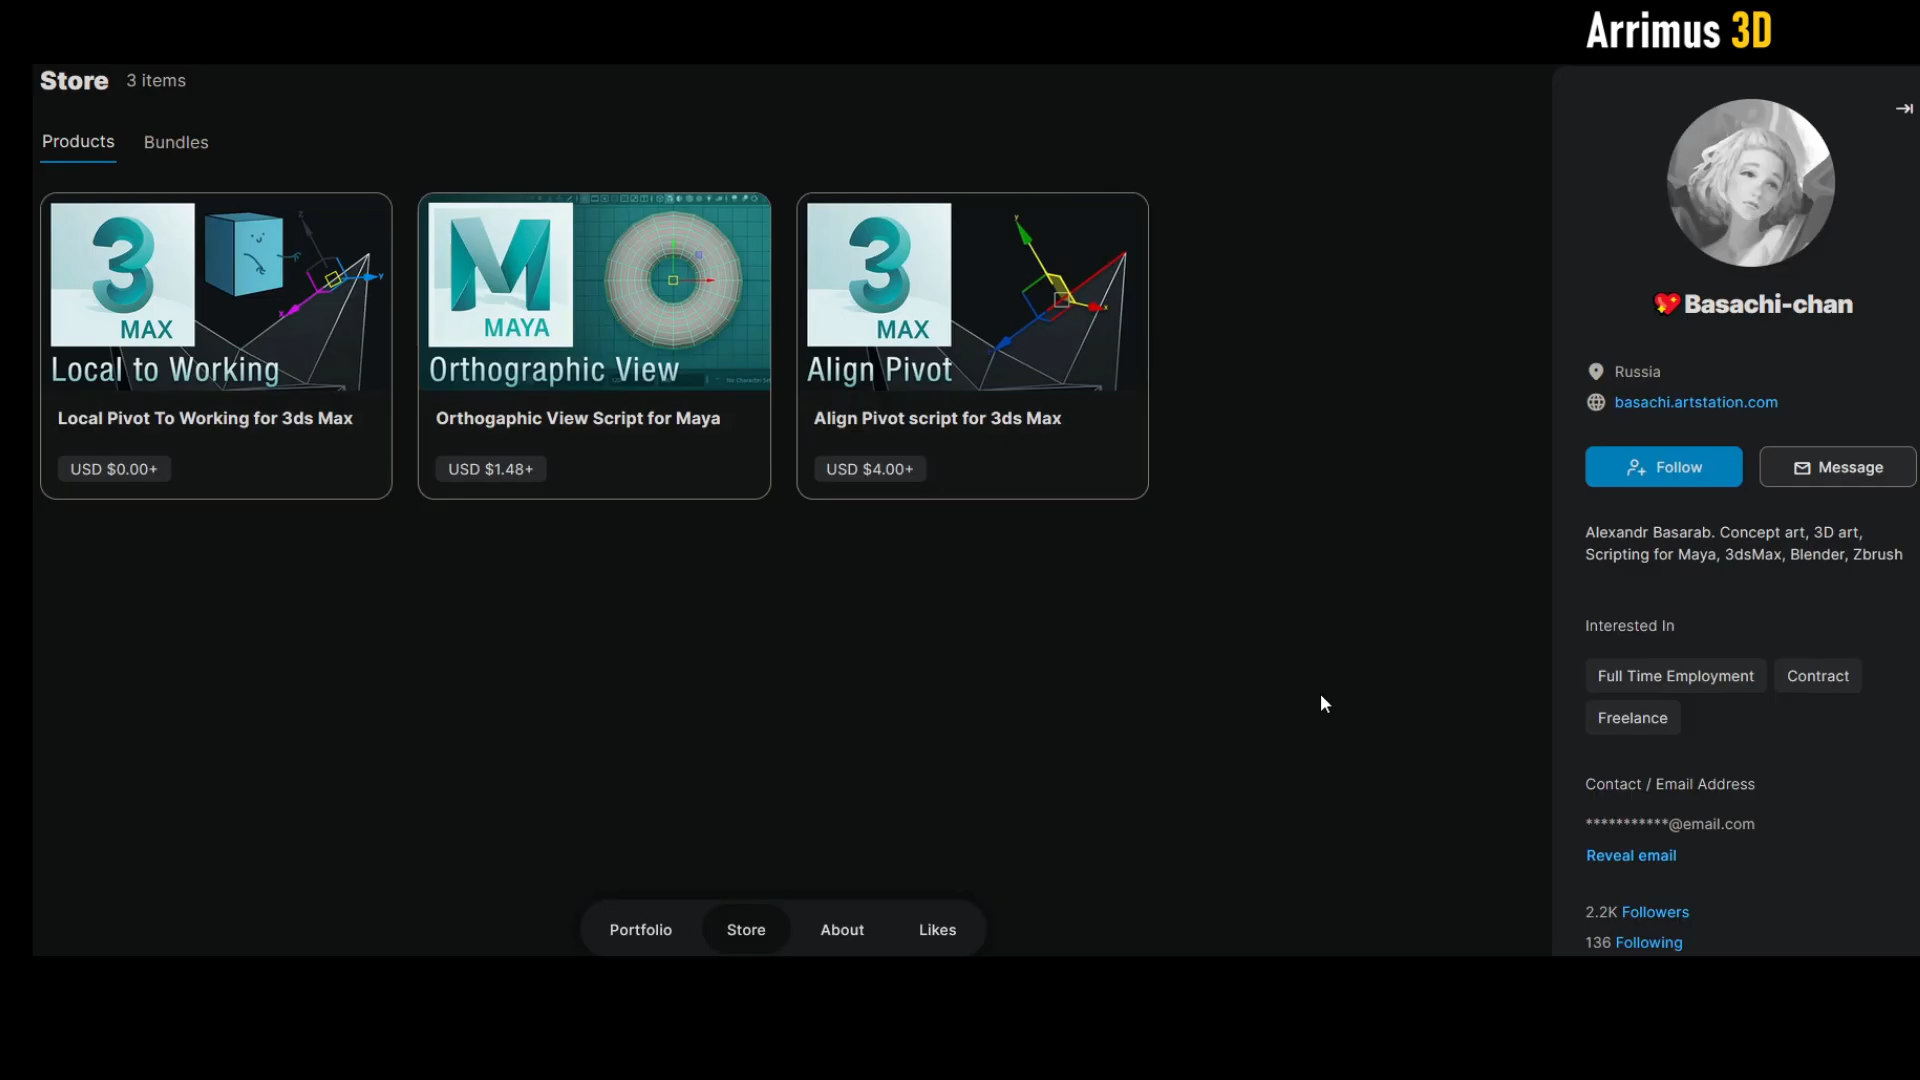 Arrimus 3D
Store 3 items
Products Bundles
3
MAX
Local to Working
Local Pivot To Working for 3ds Max
USD $0.00+
MAYA
Orthographic View
Orthogaphic View Script for Maya
USD $1.48+
3
MAX
Align Pivot
Align Pivot script for 3ds Max
USD $4.00+
Portfolio Store About Likes
💖Basachi-chan
Russia
basachi.artstation.com
Follow Message
Alexandr Basarab. Concept art, 3D art,
Scripting for Maya, 3dsMax, Blender, Zbrush
Interested In
Full Time Employment Contract
Freelance
Contact / Email Address
***********@email.com
Reveal email
2.2K Followers
136 Following